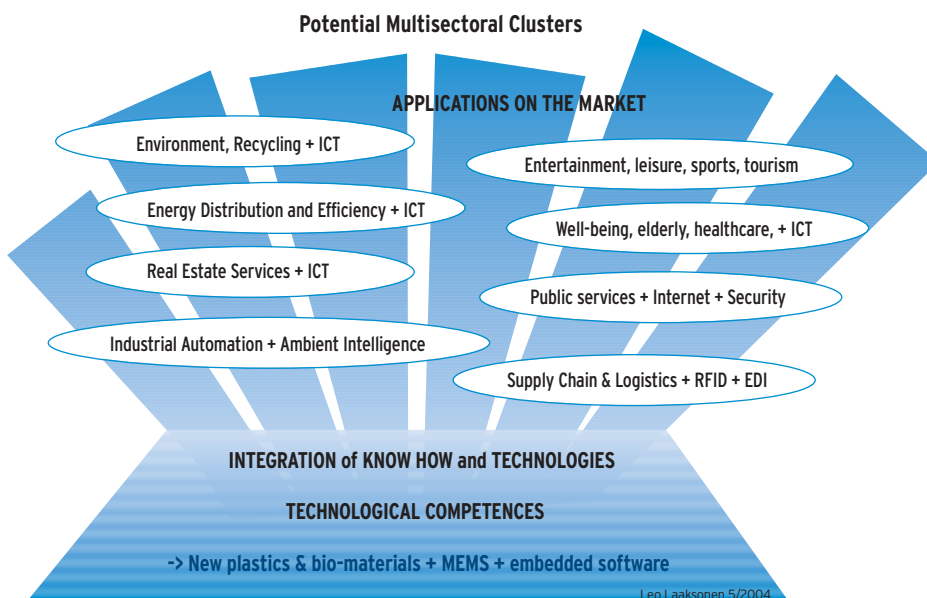 Potential Multisectoral Clusters
APPLICATIONS ON THE MARKET
Environment, Recycling + ICT
Energy Distribution and Efficiency + ICT
Real Estate Services + ICT
Industrial Automation + Ambient Intelligence
Entertainment, leisure, sports, tourism
Well-being, elderly, healthcare, + ICT
Public services + Internet + Security
Supply Chain & Logistics + RFID + EDI
INTEGRATION of KNOW HOW and TECHNOLOGIES
TECHNOLOGICAL COMPETENCES
-> New plastics & bio-materials + MEMS + embedded software
Leo Laaksonen 5/2004